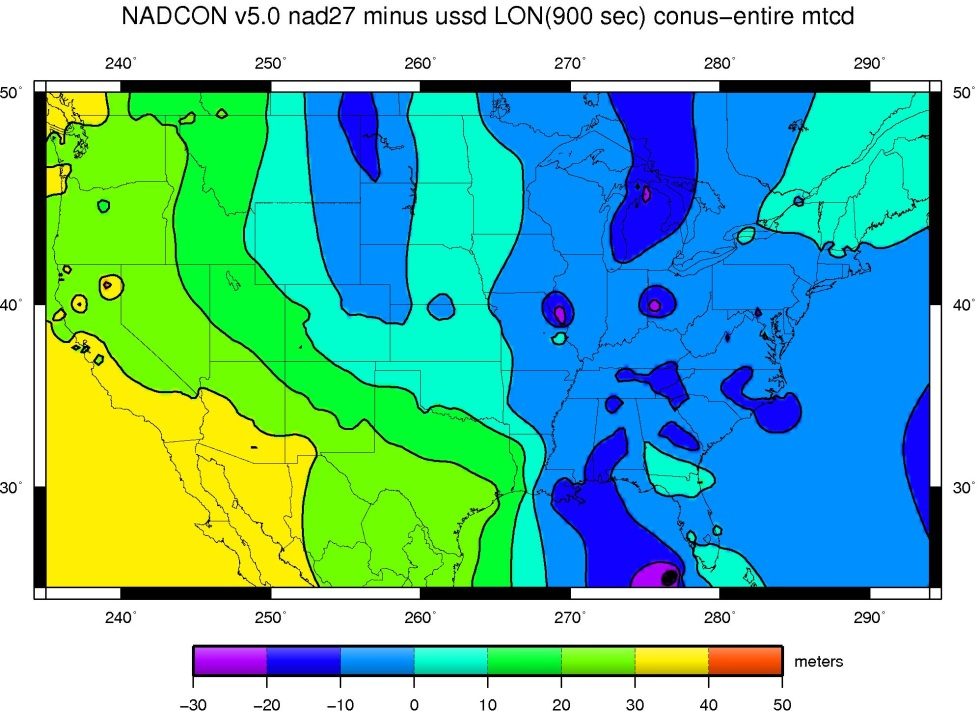 NADCON v5.0 nad27 minus ussd LON(900 sec) conus−entire mtcd
240° 250° 260° 270° 280° 290°
50° 50°
40° 40°
30° 30°
240° 250° 260° 270° 280° 290°
meters
−30 −20 −10 0 10 20 30 40 50